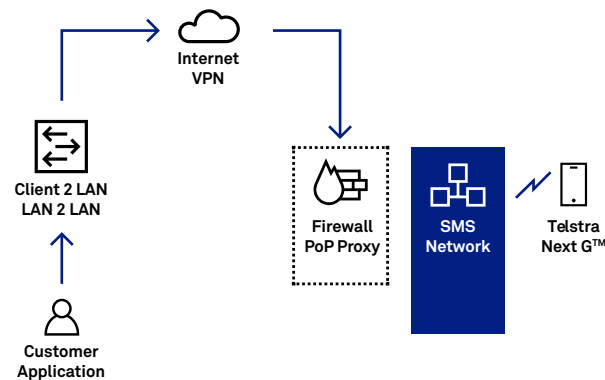 Internet
VPN
Client 2 LAN
LAN 2 LAN
Firewall
PoP Proxy
SMS
Network
Telstra
Next G™
Customer
Application